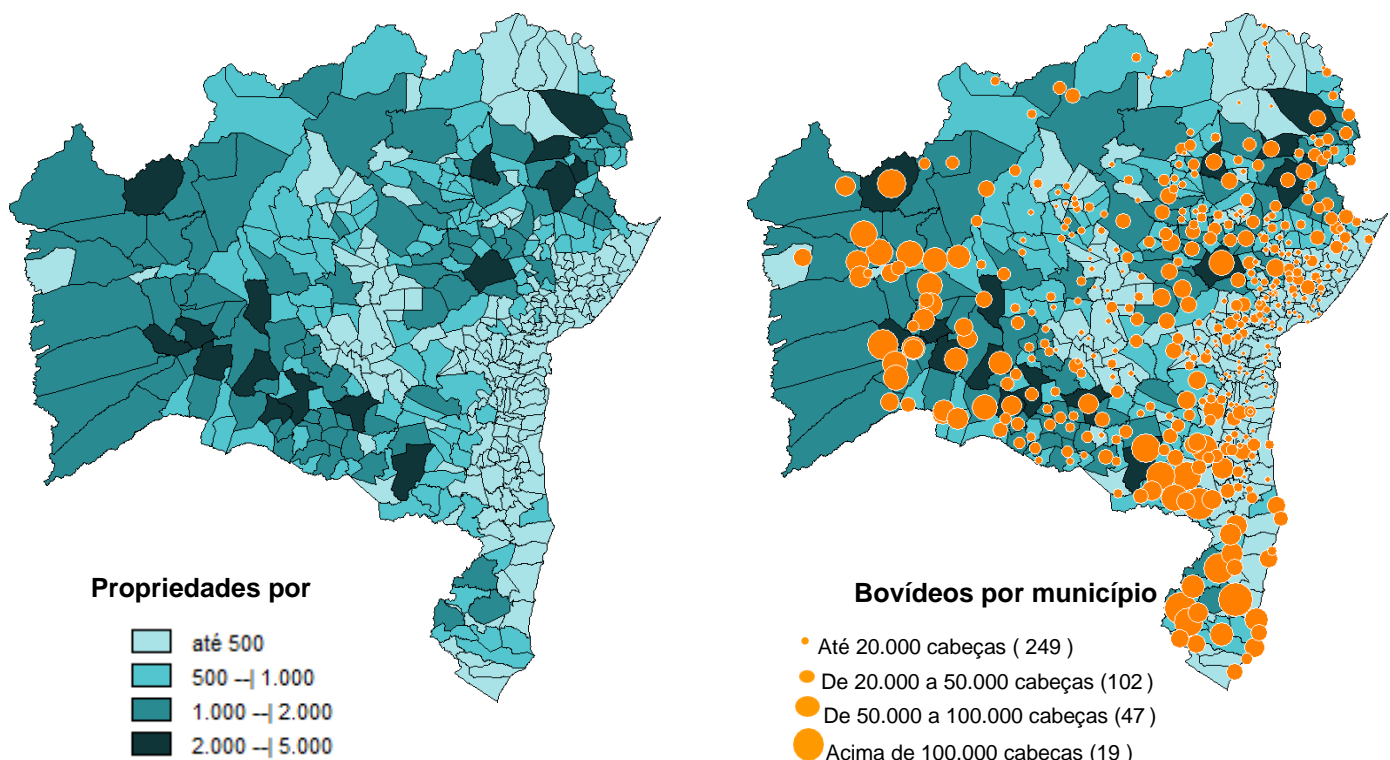 Propriedades por
até 500
500 --| 1.000
1.000 --| 2.000
2.000 --| 5.000
Bovídeos por município
Até 20.000 cabeças ( 249 )
De 20.000 a 50.000 cabeças (102 )
De 50.000 a 100.000 cabeças (47 )
Acima de 100.000 cabeças (19 )